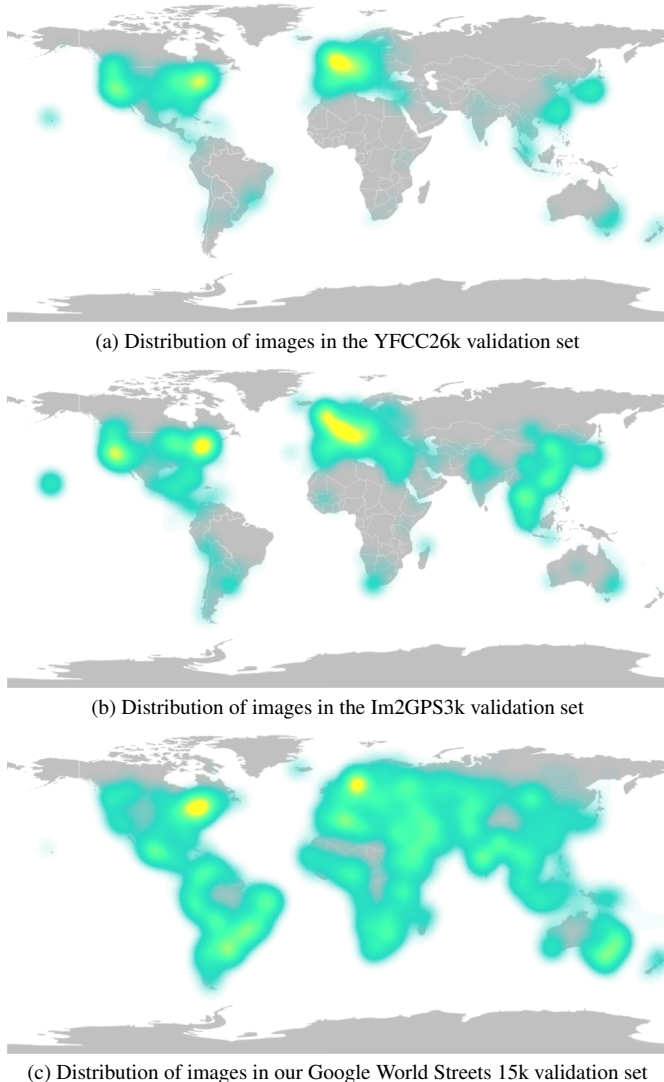 (a) Distribution of images in the YFCC26k validation set
(b) Distribution of images in the Im2GPS3k validation set
(c) Distribution of images in our Google World Streets 15k validation set